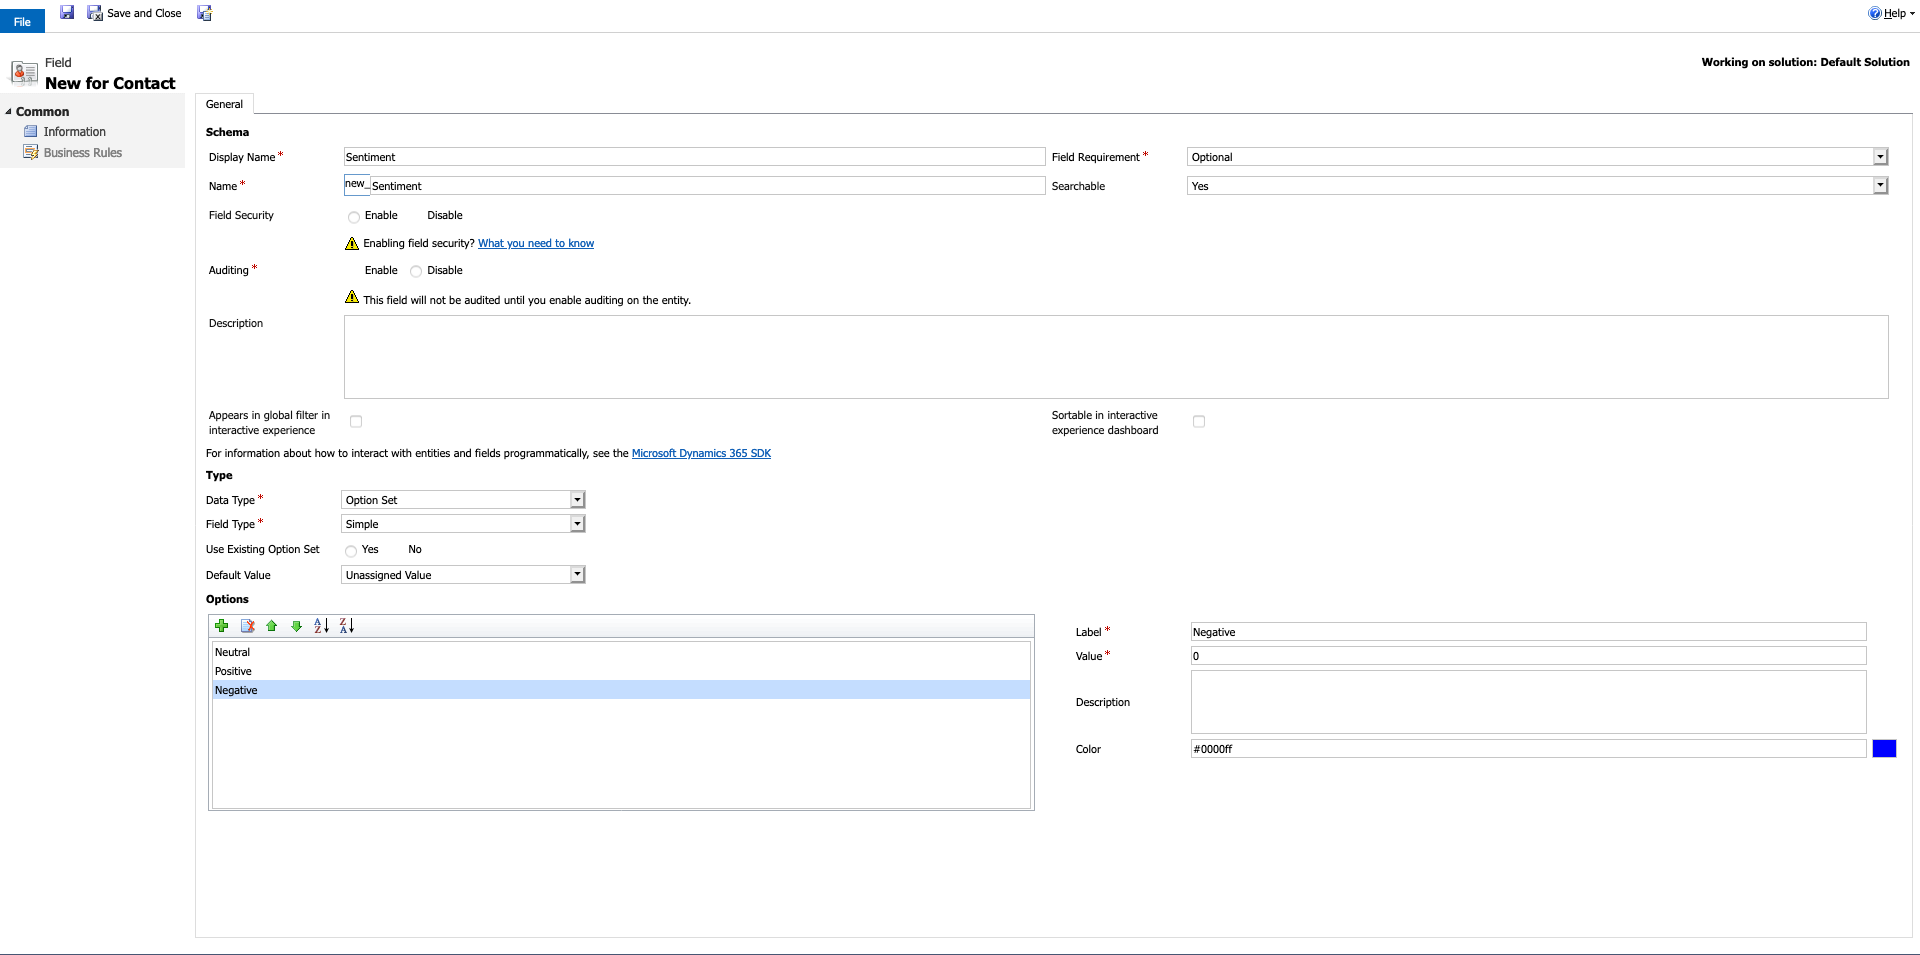 File
Save and Close
Help
Field
New for Contact
Working on solution: Default Solution
Common
Information
Business Rules
General
Schema
Display Name * Sentiment Field Requirement * Optional
Name * new_ Sentiment Searchable Yes
Field Security Enable Disable
Enabling field security? What you need to know
Auditing * Enable Disable
This field will not be audited until you enable auditing on the entity.
Description
Appears in global filter in
interactive experience
Sortable in interactive
experience dashboard
For information about how to interact with entities and fields programmatically, see the Microsoft Dynamics 365 SDK
Type
Data Type * Option Set
Field Type * Simple
Use Existing Option Set Yes No
Default Value Unassigned Value
Options
A Z Z A
Neutral
Positive
Negative
Label * Negative
Value * 0
Description
Color #0000ff